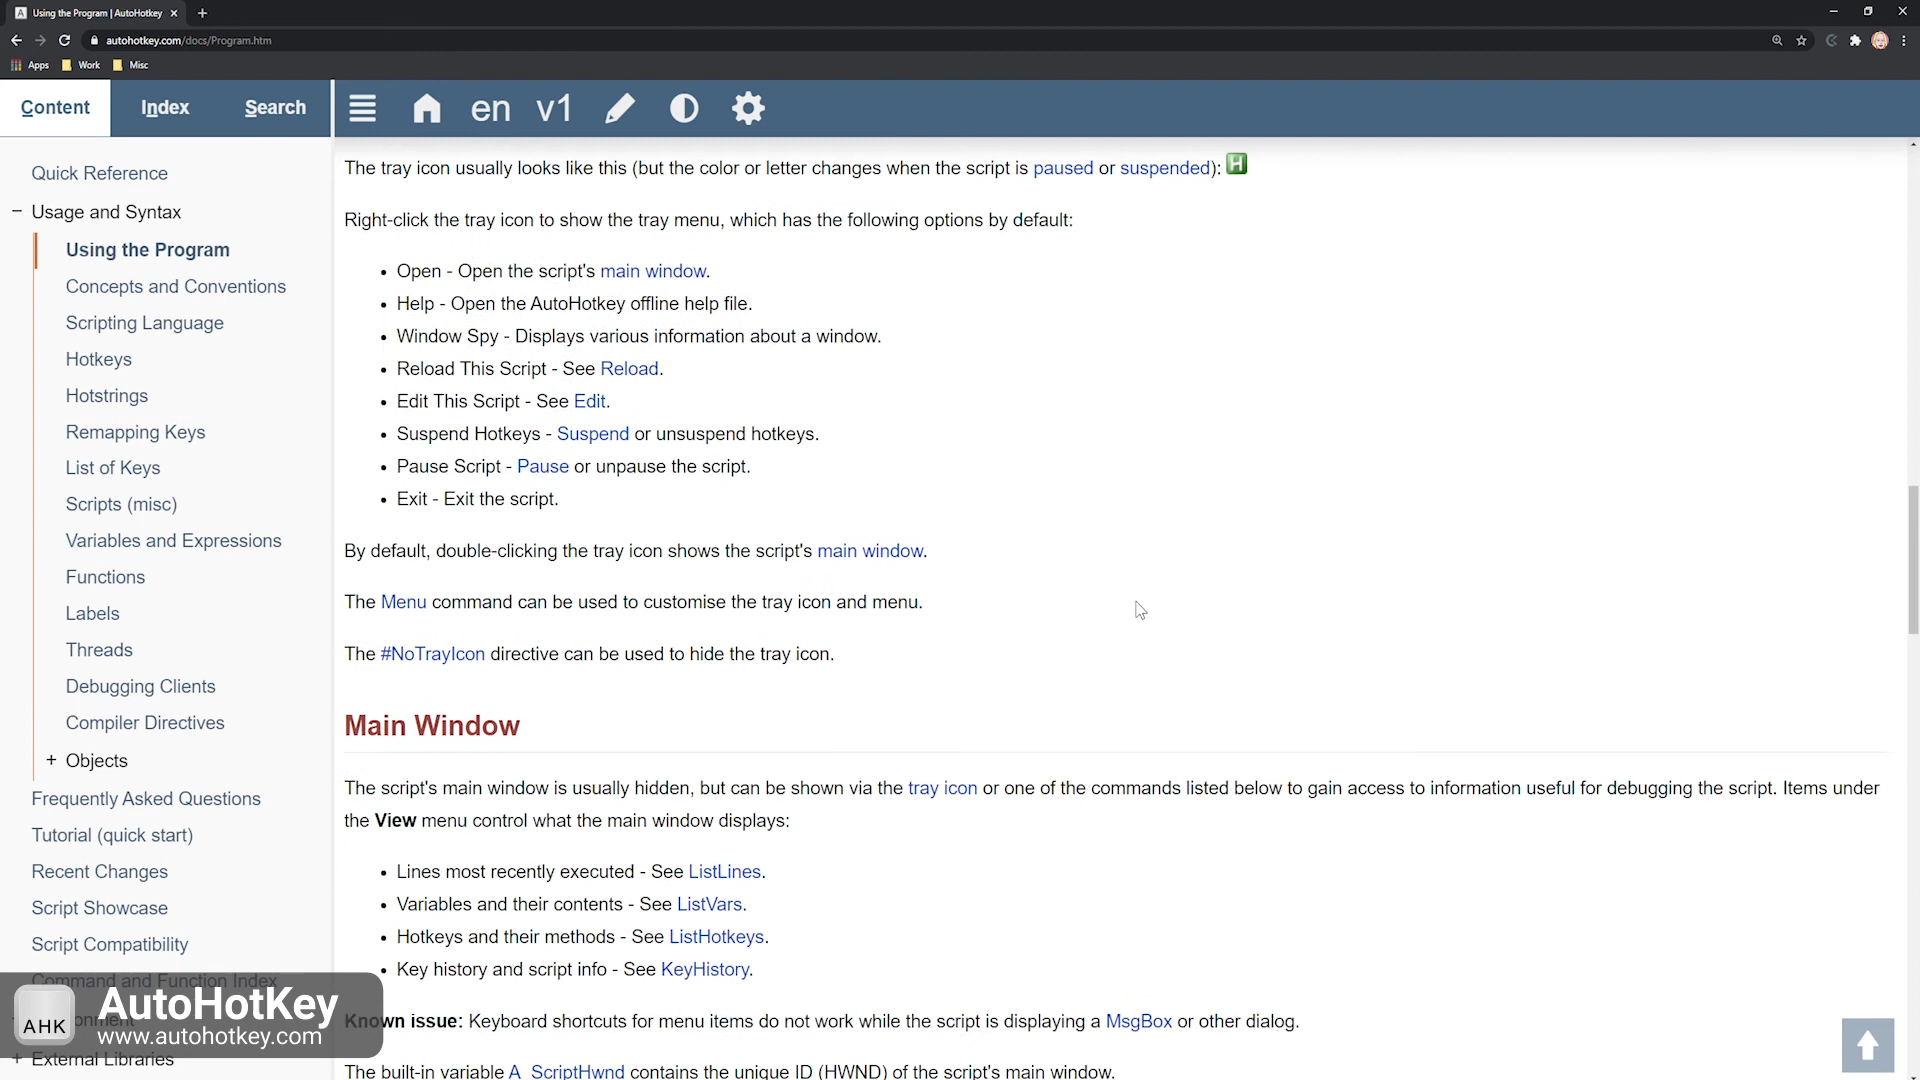 Using the Program | AutoHotkey
autohotkey.com/docs/Program.htm
Apps Work Misc
Content Index Search en v1
Quick Reference
Usage and Syntax
Using the Program
Concepts and Conventions
Scripting Language
Hotkeys
Hotstrings
Remapping Keys
List of Keys
Scripts (misc)
Variables and Expressions
Functions
Labels
Threads
Debugging Clients
Compiler Directives
+ Objects
Frequently Asked Questions
Tutorial (quick start)
Recent Changes
Script Showcase
Script Compatibility
Command and Function Index
+ External Libraries
The tray icon usually looks like this (but the color or letter changes when the script is paused or suspended): H
Right-click the tray icon to show the tray menu, which has the following options by default:
• Open - Open the script's main window.
• Help - Open the AutoHotkey offline help file.
• Window Spy - Displays various information about a window.
• Reload This Script - See Reload.
• Edit This Script - See Edit.
• Suspend Hotkeys - Suspend or unsuspend hotkeys.
• Pause Script - Pause or unpause the script.
• Exit - Exit the script.
By default, double-clicking the tray icon shows the script's main window.
The Menu command can be used to customise the tray icon and menu.
The #NoTrayIcon directive can be used to hide the tray icon.
Main Window
The script's main window is usually hidden, but can be shown via the tray icon or one of the commands listed below to gain access to information useful for debugging the script. Items under
the View menu control what the main window displays:
• Lines most recently executed - See ListLines.
• Variables and their contents - See ListVars.
• Hotkeys and their methods - See ListHotkeys.
• Key history and script info - See KeyHistory.
Known issue: Keyboard shortcuts for menu items do not work while the script is displaying a MsgBox or other dialog.
The built-in variable A_ScriptHwnd contains the unique ID (HWND) of the script's main window.
AHK
AutoHotKey
www.autohotkey.com